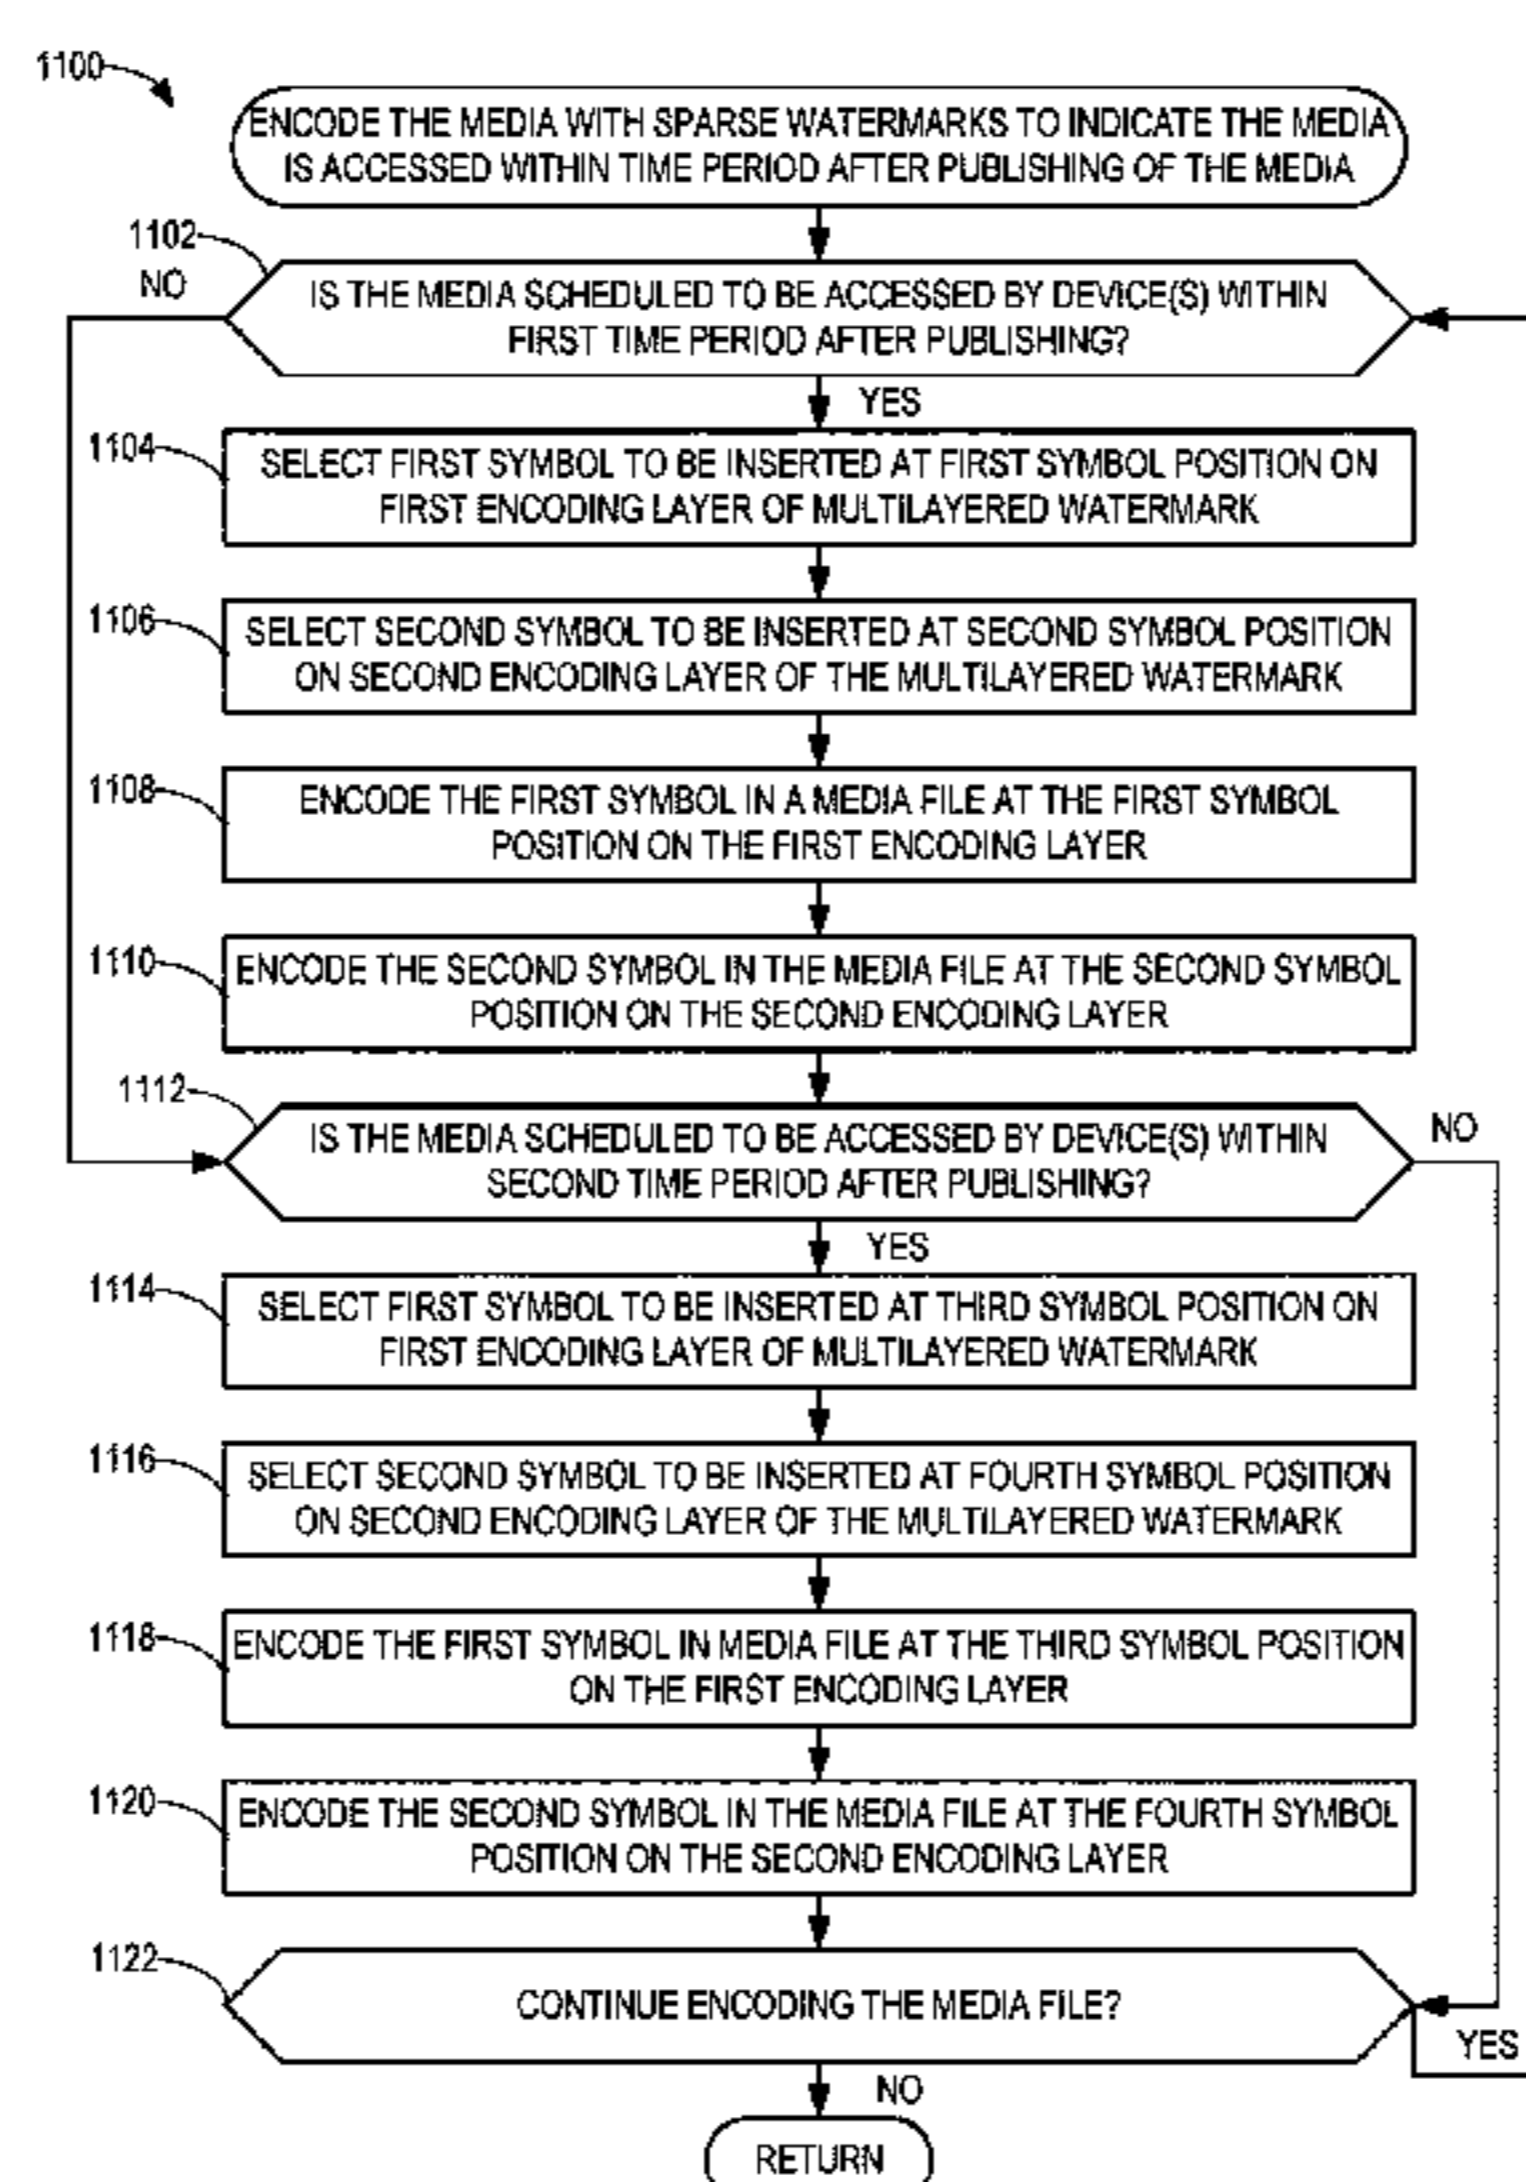 1100
ENCODE THE MEDIA WITH SPARSE WATERMARKS TO INDICATE THE MEDIA
IS ACCESSED WITHIN TIME PERIOD AFTER PUBLISHING OF THE MEDIA
1102
NO
IS THE MEDIA SCHEDULED TO BE ACCESSED BY DEVICE(S) WITHIN
FIRST TIME PERIOD AFTER PUBLISHING?
YES
1104
SELECT FIRST SYMBOL TO BE INSERTED AT FIRST SYMBOL POSITION ON
FIRST ENCODING LAYER OF MULTILAYERED WATERMARK
1106
SELECT SECOND SYMBOL TO BE INSERTED AT SECOND SYMBOL POSITION
ON SECOND ENCODING LAYER OF THE MULTILAYERED WATERMARK
1108
ENCODE THE FIRST SYMBOL IN A MEDIA FILE AT THE FIRST SYMBOL
POSITION ON THE FIRST ENCODING LAYER
1110
ENCODE THE SECOND SYMBOL IN THE MEDIA FILE AT THE SECOND SYMBOL
POSITION ON THE SECOND ENCODING LAYER
1112
IS THE MEDIA SCHEDULED TO BE ACCESSED BY DEVICE(S) WITHIN
SECOND TIME PERIOD AFTER PUBLISHING?
NO
YES
1114
SELECT FIRST SYMBOL TO BE INSERTED AT THIRD SYMBOL POSITION ON
FIRST ENCODING LAYER OF MULTILAYERED WATERMARK
1116
SELECT SECOND SYMBOL TO BE INSERTED AT FOURTH SYMBOL POSITION
ON SECOND ENCODING LAYER OF THE MULTILAYERED WATERMARK
1118
ENCODE THE FIRST SYMBOL IN MEDIA FILE AT THE THIRD SYMBOL POSITION
ON THE FIRST ENCODING LAYER
1120
ENCODE THE SECOND SYMBOL IN THE MEDIA FILE AT THE FOURTH SYMBOL
POSITION ON THE SECOND ENCODING LAYER
1122
CONTINUE ENCODING THE MEDIA FILE?
YES
NO
RETURN